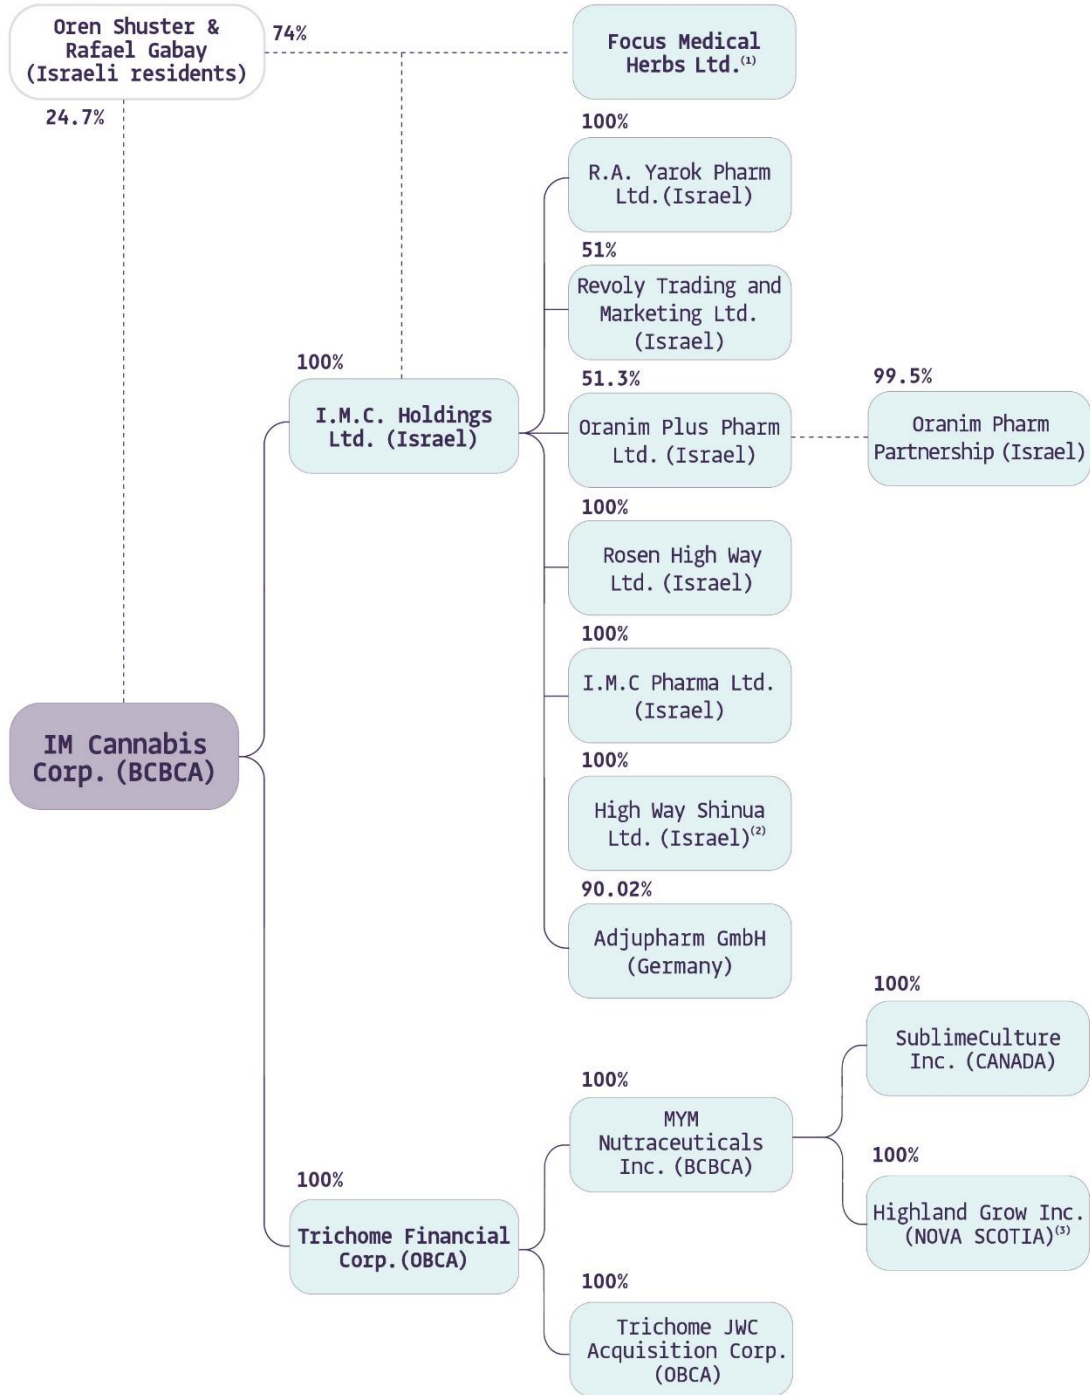 Oren Shuster &
Rafael Gabay
(Israeli residents)
74%
24.7%
Focus Medical
Herbs Ltd.(1)
100%
R.A. Yarok Pharm
Ltd.(Israel)
51%
Revoly Trading and
Marketing Ltd.
(Israel)
100%
I.M.C. Holdings
Ltd. (Israel)
51.3%
Oranim Plus Pharm
Ltd. (Israel)
99.5%
Oranim Pharm
Partnership (Israel)
100%
Rosen High Way
Ltd. (Israel)
100%
I.M.C Pharma Ltd.
(Israel)
IM Cannabis
Corp. (BCBCA)
100%
High Way Shinua
Ltd. (Israel)(2)
90.02%
Adjupharm GmbH
(Germany)
100%
SublimeCulture
Inc. (CANADA)
100%
MYM
Nutraceuticals
Inc. (BCBCA)
100%
Highland Grow Inc.
(NOVA SCOTIA)(3)
100%
Trichome Financial
Corp.(OBCA)
100%
Trichome JWC
Acquisition Corp.
(OBCA)